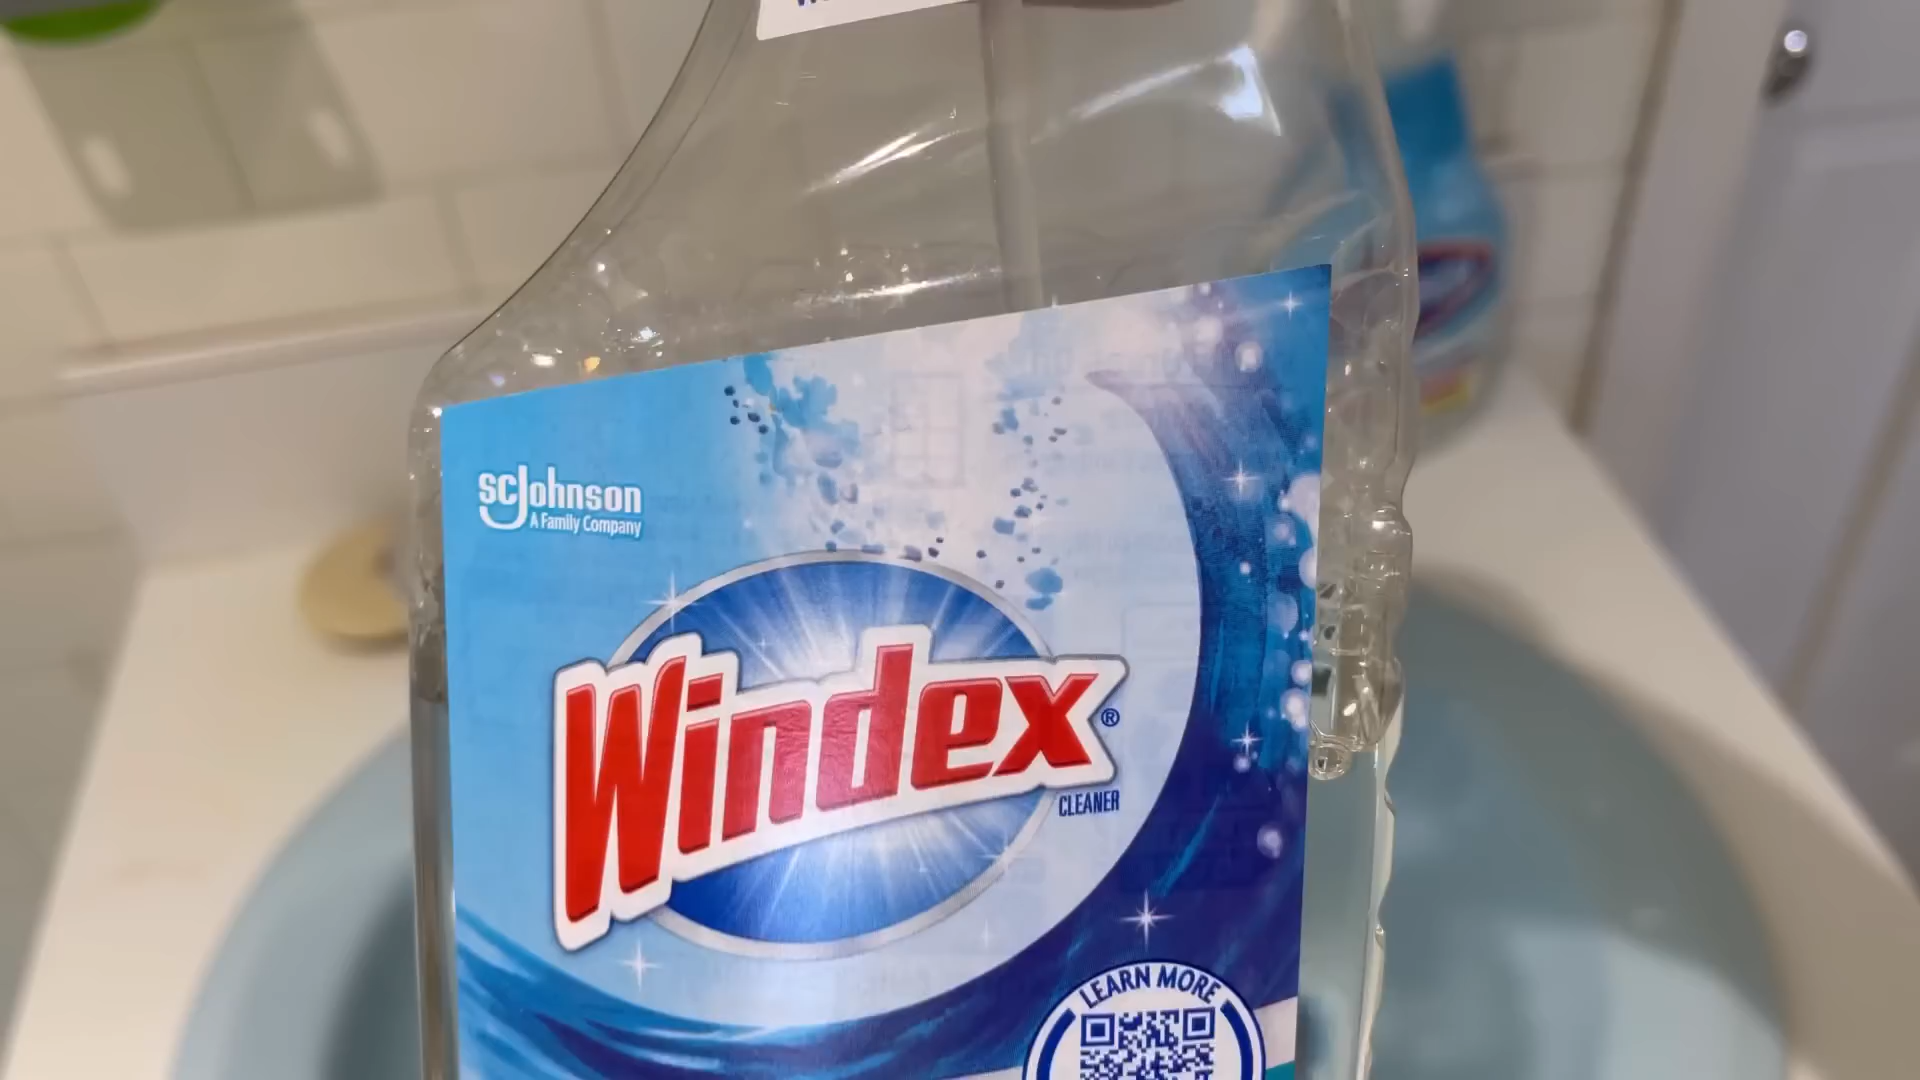 scJohnson
A Family Company
Windex®
CLEANER
LEARN MORE